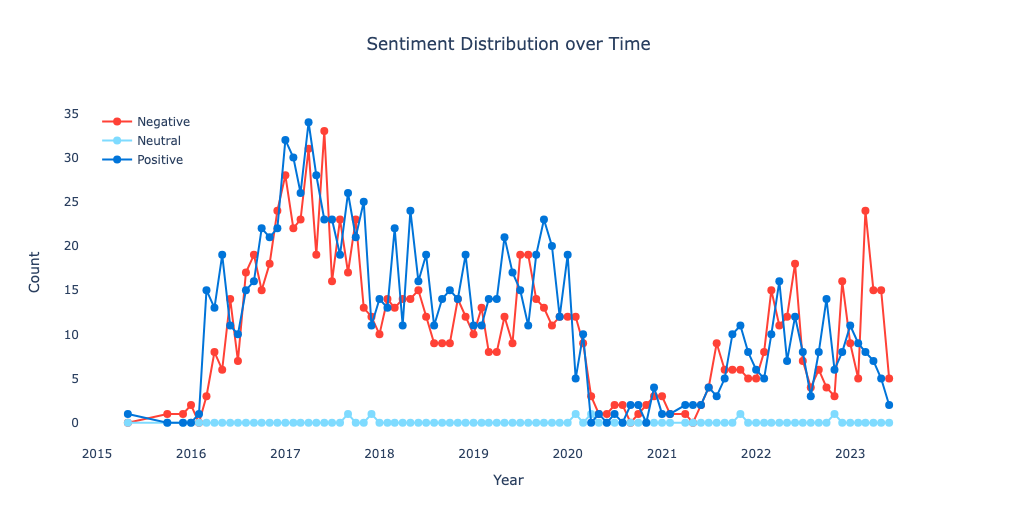 Sentiment Distribution over Time
Negative
Neutral
Positive
35
30
25
20
15
10
5
0
Count
2015 2016 2017 2018 2019 2020 2021 2022 2023
Year